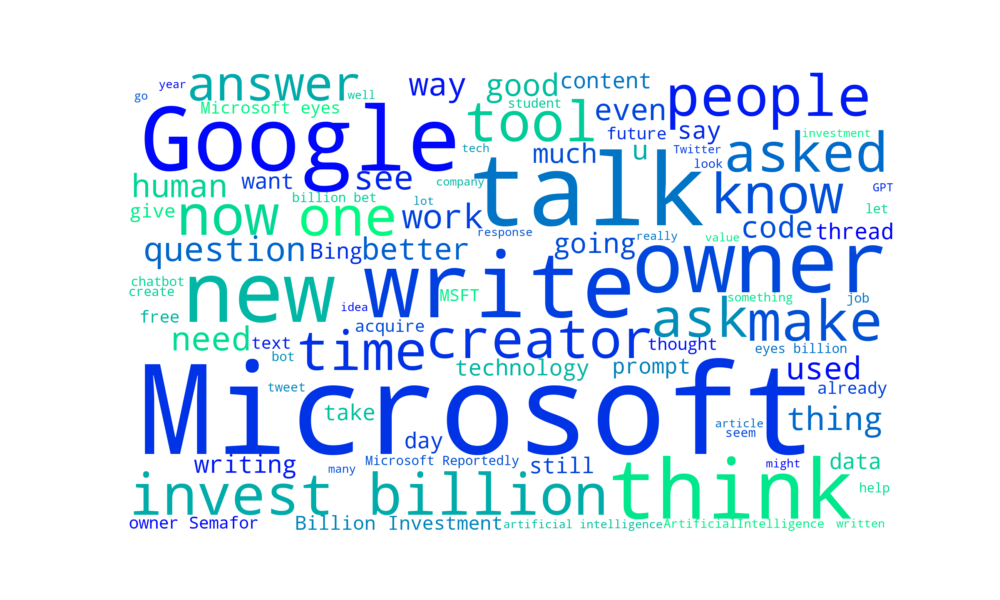 year answer way good content people
go well student
Microsoft eyes tool even
Google future say Twitter asked investment
tech much u look
human want see company talk know GPT
billion bet lot
give now one work response code thread let
question Bing better going really value owner
chatbot new write MSFT something job
create idea
free acquire ask make
need text time creator thought
bot technology prompt eyes billion used
tweet Microsoft already
take article thing
day seem
writing many Microsoft Reportedly still might data
invest billion think help
owner Semafor Billion Investment artificial intelligence ArtificialIntelligence written